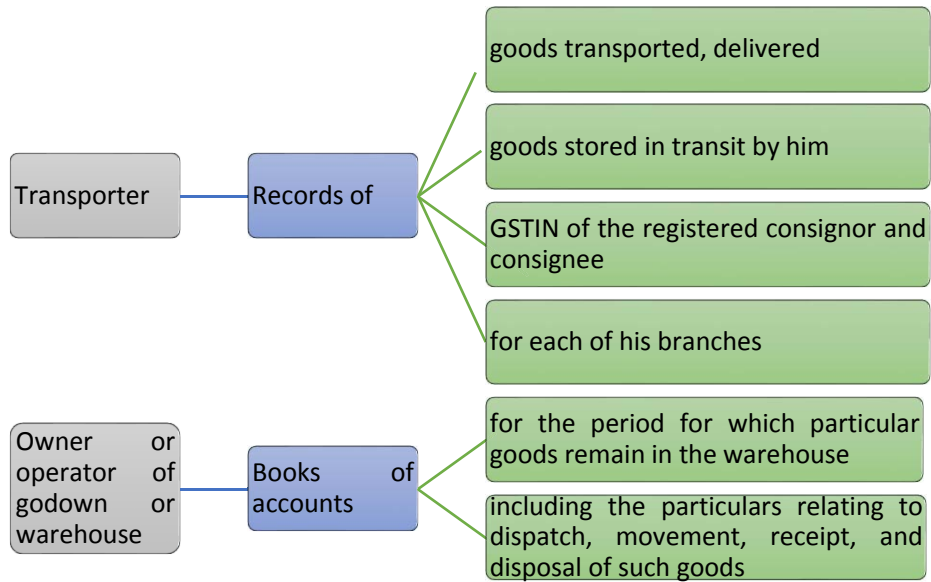 Transporter
Records of
goods transported, delivered
goods stored in transit by him
GSTIN of the registered consignor and
consignee
for each of his branches
Owner or
operator of
godown or
warehouse
Books of
accounts
for the period for which particular
goods remain in the warehouse
including the particulars relating to
dispatch, movement, receipt, and
disposal of such goods